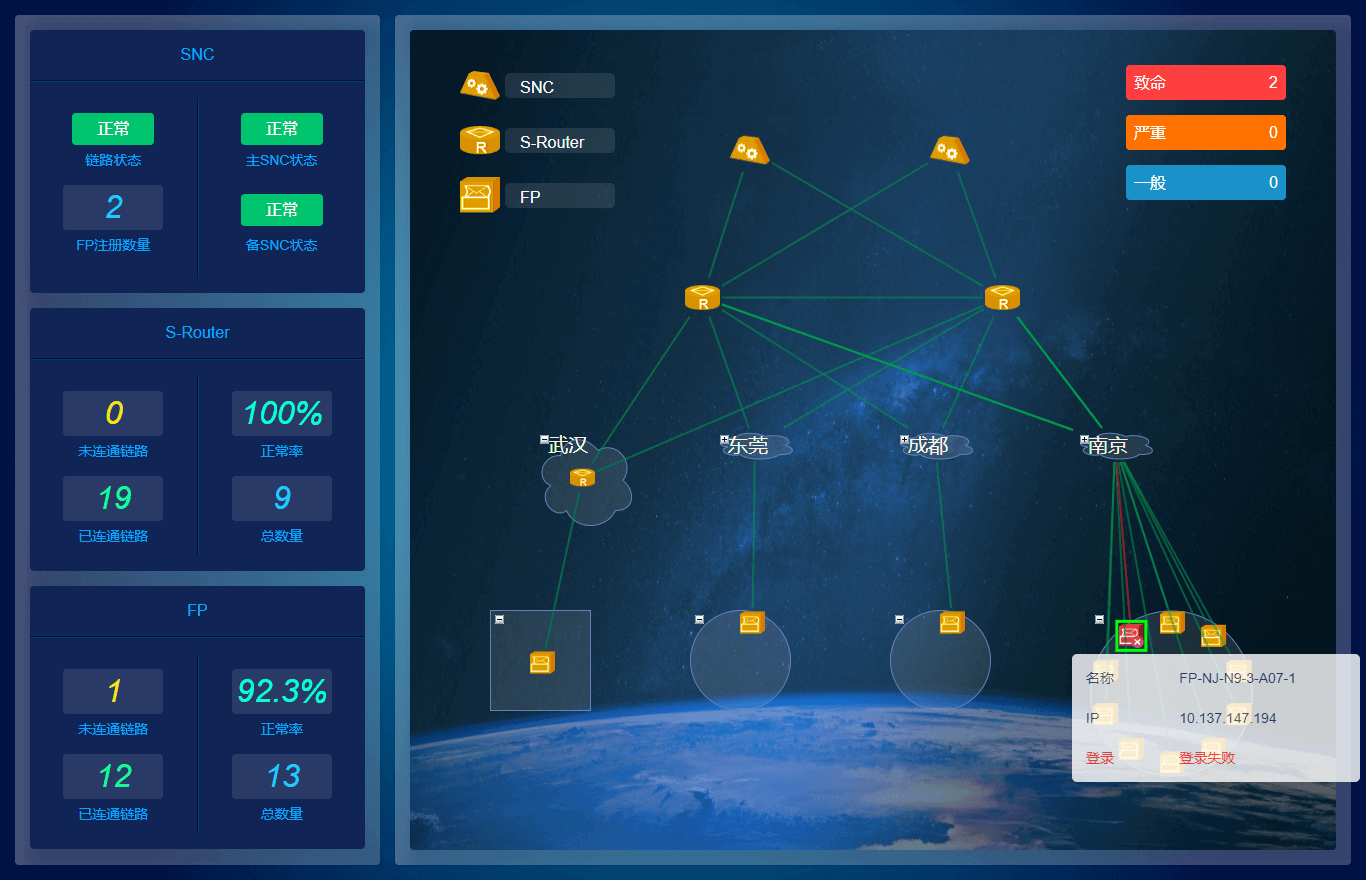 SNC
正常
正常
链路状态
主SNC状态
2
正常
FP注册数量
备SNC状态
S-Router
0
100%
未连通链路
正常率
19
9
已连通链路
总数量
FP
1
92.3%
未连通链路
正常率
12
13
已连通链路
总数量
SNC
S-Router
FP
致命 2
严重 0
一般 0
R
R
R
武汉
东莞
成都
南京
R
名称 FP-NJ-N9-3-A07-1
IP 10.137.147.194
登录 登录失败